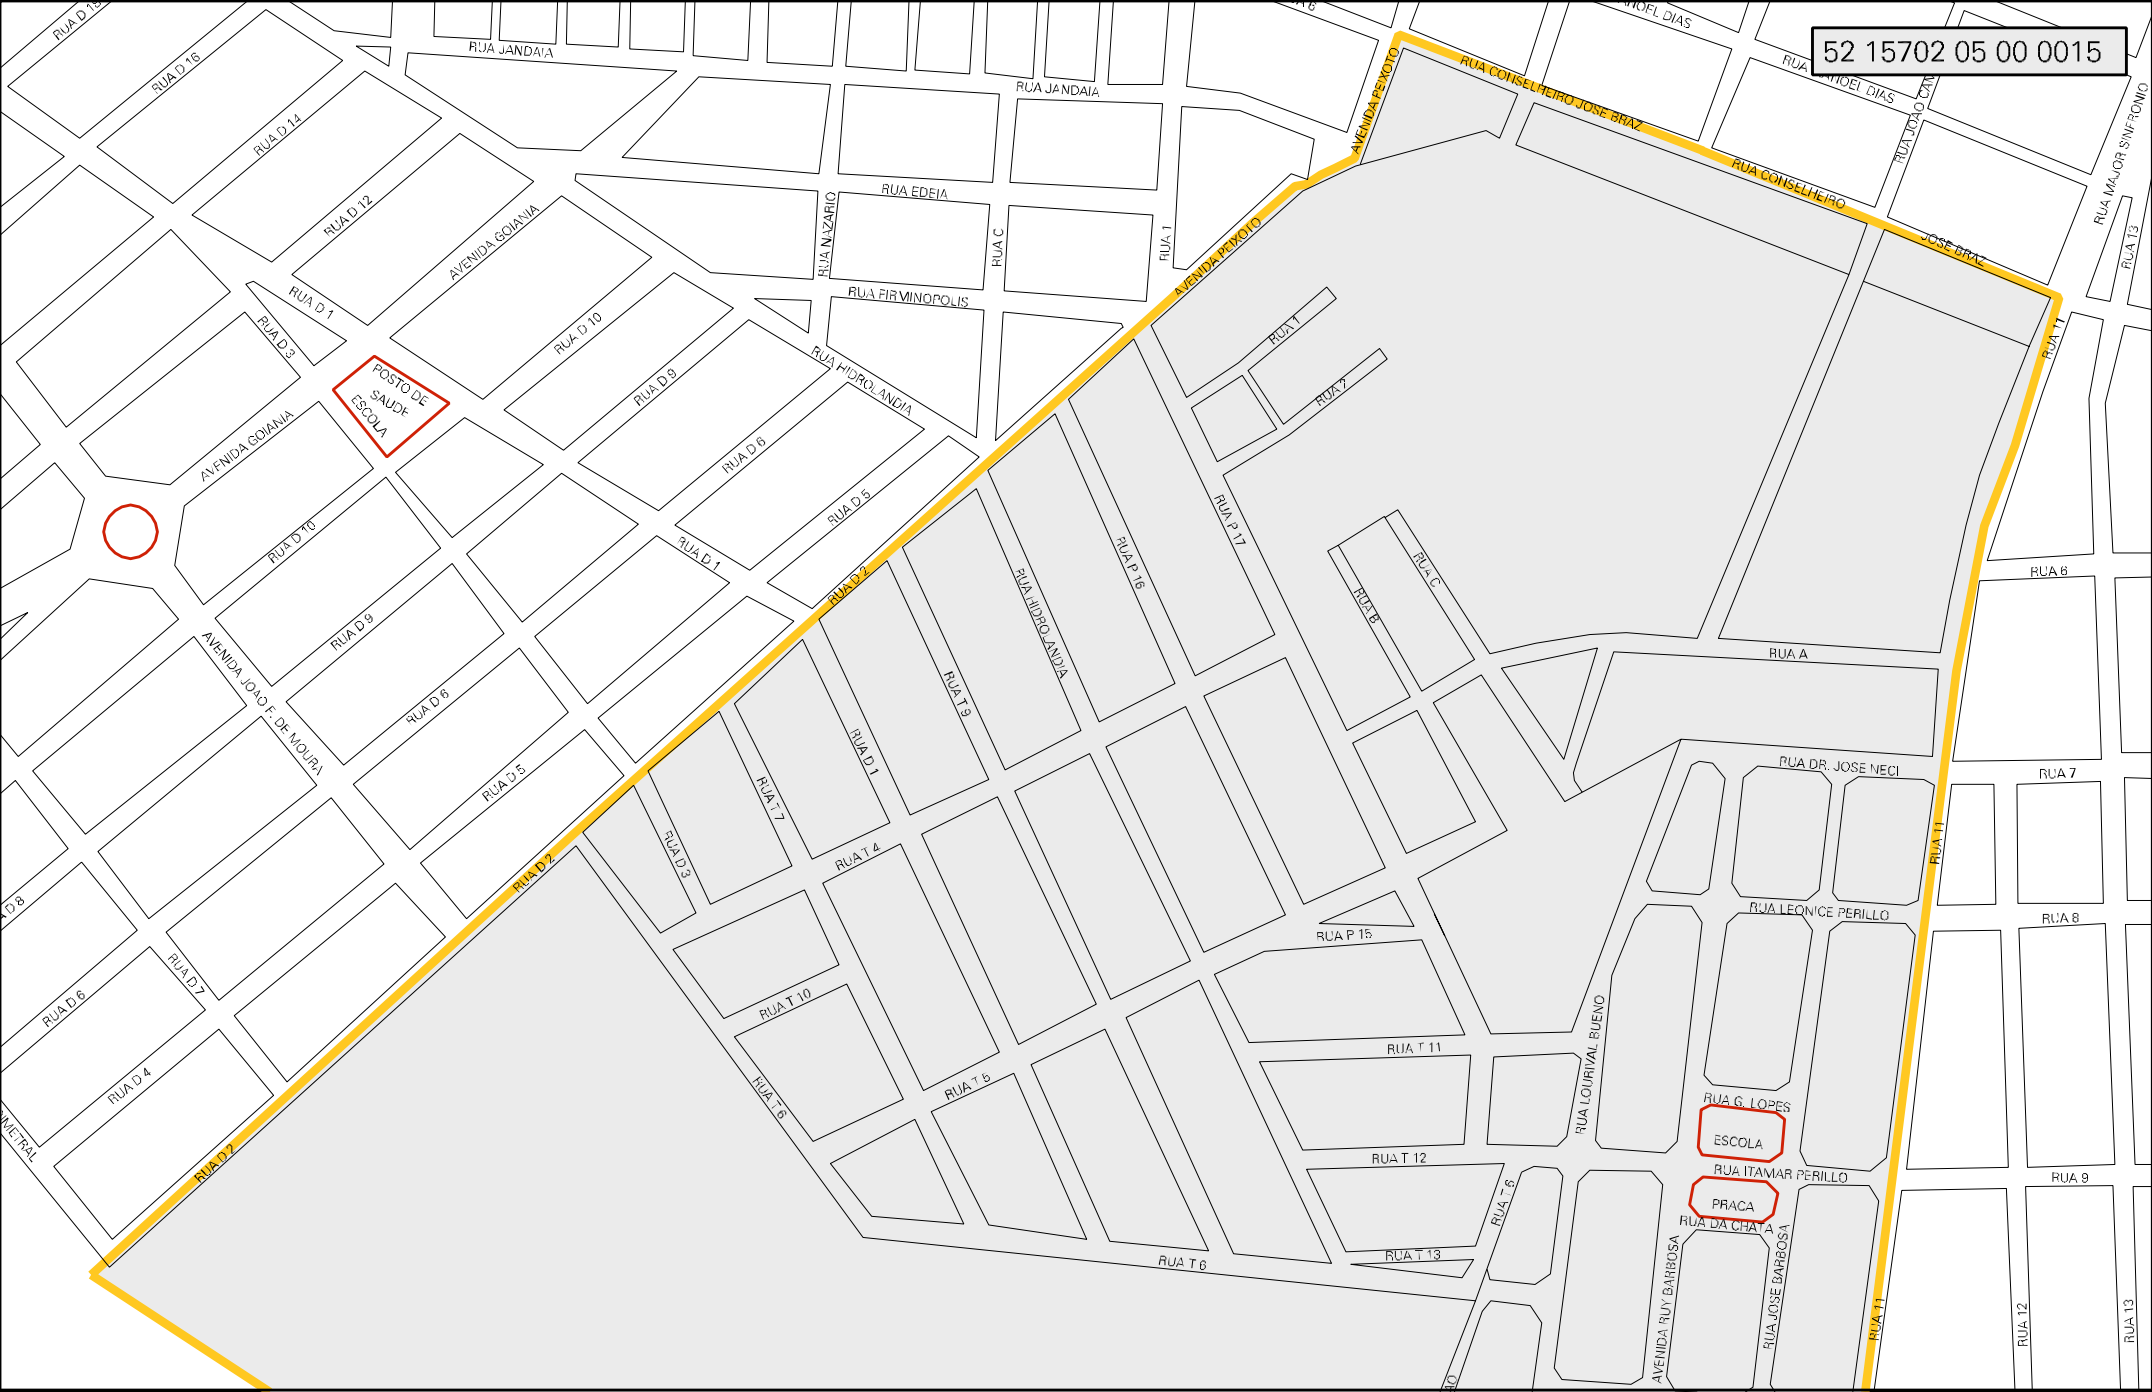 52 15702 05 00 0015
RUA D 16
RUA JANDAIA
RUA JANDAIA
RUA D 14
RUA D 12
AVENIDA GOIANIA
RUA EDEIA
RUA NAZARIO
RUA C
RUA 1
RUA FIRMINOPOLIS
AVENIDA PEIXOTO
AVENIDA PEIXOTO
RUA CONSELHEIRO JOSE BRAZ
RUA CONSELHEIRO
JOSE BRAZ
RUA MAJOR SINFRONIO
RUA 13
RUA D 1
RUA D 3
RUA D 10
RUA D 9
RUA HIDROLANDIA
POSTO DE
SAUDE
ESCOLA
AVENIDA GOIANIA
RUA D 6
RUA D 5
RUA D 10
RUA D 1
RUA D 9
RUA D 2
AVENIDA JOAO F. DE MOURA
RUA D 6
RUA D 5
RUA D 2
RUA D 7
RUA D 6
RUA D 4
RUA D 2
RUA 1
RUA 2
RUA P 17
RUA P 16
RUA HIDROLANDIA
RUA C
RUA B
RUA 11
RUA 6
RUA A
RUA T 9
RUA D 1
RUA T 7
RUA D 3
RUA T 4
RUA DR. JOSE NECI
RUA 7
RUA 11
RUA LEONICE PERILLO
RUA 8
RUA P 15
RUA T 10
RUA T 11
RUA LOURIVAL BUENO
RUA T 5
RUA T 6
RUA G. LOPES
ESCOLA
RUA T 12
RUA ITAMAR PERILLO
RUA 9
PRACA
RUA DA CHATA
RUA T 6
RUA T 13
RUA T 6
AVENIDA RUY BARBOSA
RUA JOSE BARBOSA
RUA 11
RUA 12
RUA 13